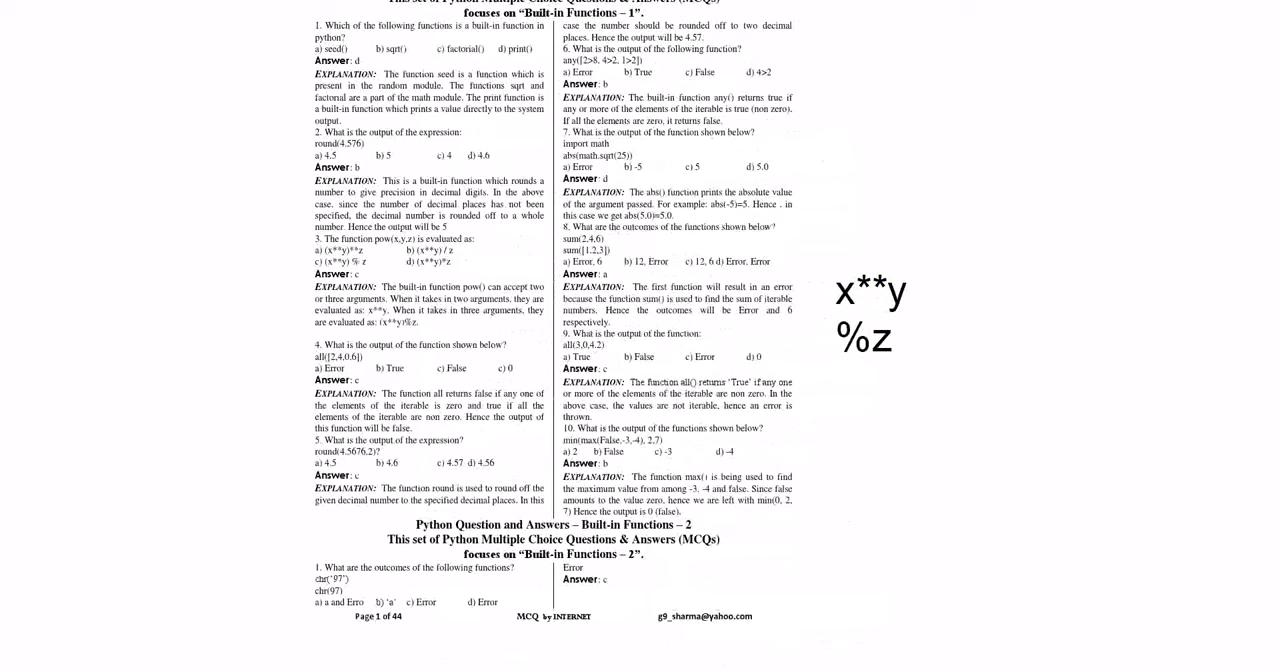 This set of Python Multiple Choice Questions & Answers (MCQs)
focuses on “Built-in Functions – 1”.
1. Which of the following functions is a built-in function in
python?
a) seed() b) sqrt() c) factorial() d) print()
Answer: d
EXPLANATION: The function seed is a function which is
present in the random module. The functions sqrt and
factorial are a part of the math module. The print function is
a built-in function which prints a value directly to the system
output.
2. What is the output of the expression:
round(4.576)
a) 4.5 b) 5 c) 4 d) 4.6
Answer: b
EXPLANATION: This is a built-in function which rounds a
number to give precision in decimal digits. In the above
case, since the number of decimal places has not been
specified, the decimal number is rounded off to a whole
number. Hence the output will be 5
3. The function pow(x,y,z) is evaluated as:
a) (x**y)**z b) (x**y) / z
c) (x**y) % z d) (x**y)*z
Answer: c
EXPLANATION: The built-in function pow() can accept two
or three arguments. When it takes in two arguments, they are
evaluated as: x**y. When it takes in three arguments, they
are evaluated as: (x**y)%z.
4. What is the output of the function shown below?
all([2,4,0,6])
a) Error b) True c) False c) 0
Answer: c
EXPLANATION: The function all returns false if any one of
the elements of the iterable is zero and true if all the
elements of the iterable are non zero. Hence the output of
this function will be false.
5. What is the output of the expression?
round(4.5676,2)?
a) 4.5 b) 4.6 c) 4.57 d) 4.56
Answer: c
EXPLANATION: The function round is used to round off the
given decimal number to the specified decimal places. In this
case the number should be rounded off to two decimal
places. Hence the output will be 4.57.
6. What is the output of the following function?
any([2>8, 4>2, 1>2])
a) Error b) True c) False d) 4>2
Answer: b
EXPLANATION: The built-in function any() returns true if
any or more of the elements of the iterable is true (non zero),
If all the elements are zero, it returns false.
7. What is the output of the function shown below?
import math
abs(math.sqrt(25))
a) Error b) -5 c) 5 d) 5.0
Answer: d
EXPLANATION: The abs() function prints the absolute value
of the argument passed. For example: abs(-5)=5. Hence , in
this case we get abs(5.0)=5.0.
8. What are the outcomes of the functions shown below?
sum(2,4,6)
sum([1,2,3])
a) Error, 6 b) 12, Error c) 12, 6 d) Error, Error
Answer: a
EXPLANATION: The first function will result in an error
because the function sum() is used to find the sum of iterable
numbers. Hence the outcomes will be Error and 6
respectively.
9. What is the output of the function:
all(3,0,4.2)
a) True b) False c) Error d) 0
Answer: c
EXPLANATION: The function all() returns ‘True’ if any one
or more of the elements of the iterable are non zero. In the
above case, the values are not iterable, hence an error is
thrown.
10. What is the output of the functions shown below?
min(max(False,-3,-4), 2,7)
a) 2 b) False c) -3 d) -4
Answer: b
EXPLANATION: The function max() is being used to find
the maximum value from among -3, -4 and false. Since false
amounts to the value zero, hence we are left with min(0, 2,
7) Hence the output is 0 (false).
x**y
%z
Python Question and Answers – Built-in Functions – 2
This set of Python Multiple Choice Questions & Answers (MCQs)
focuses on “Built-in Functions – 2”.
1. What are the outcomes of the following functions?
chr(‘97’)
chr(97)
a) a and Erro b) ‘a’ c) Error d) Error
Error
Answer: c
Page 1 of 44 MCQ by INTERNET g9_sharma@yahoo.com